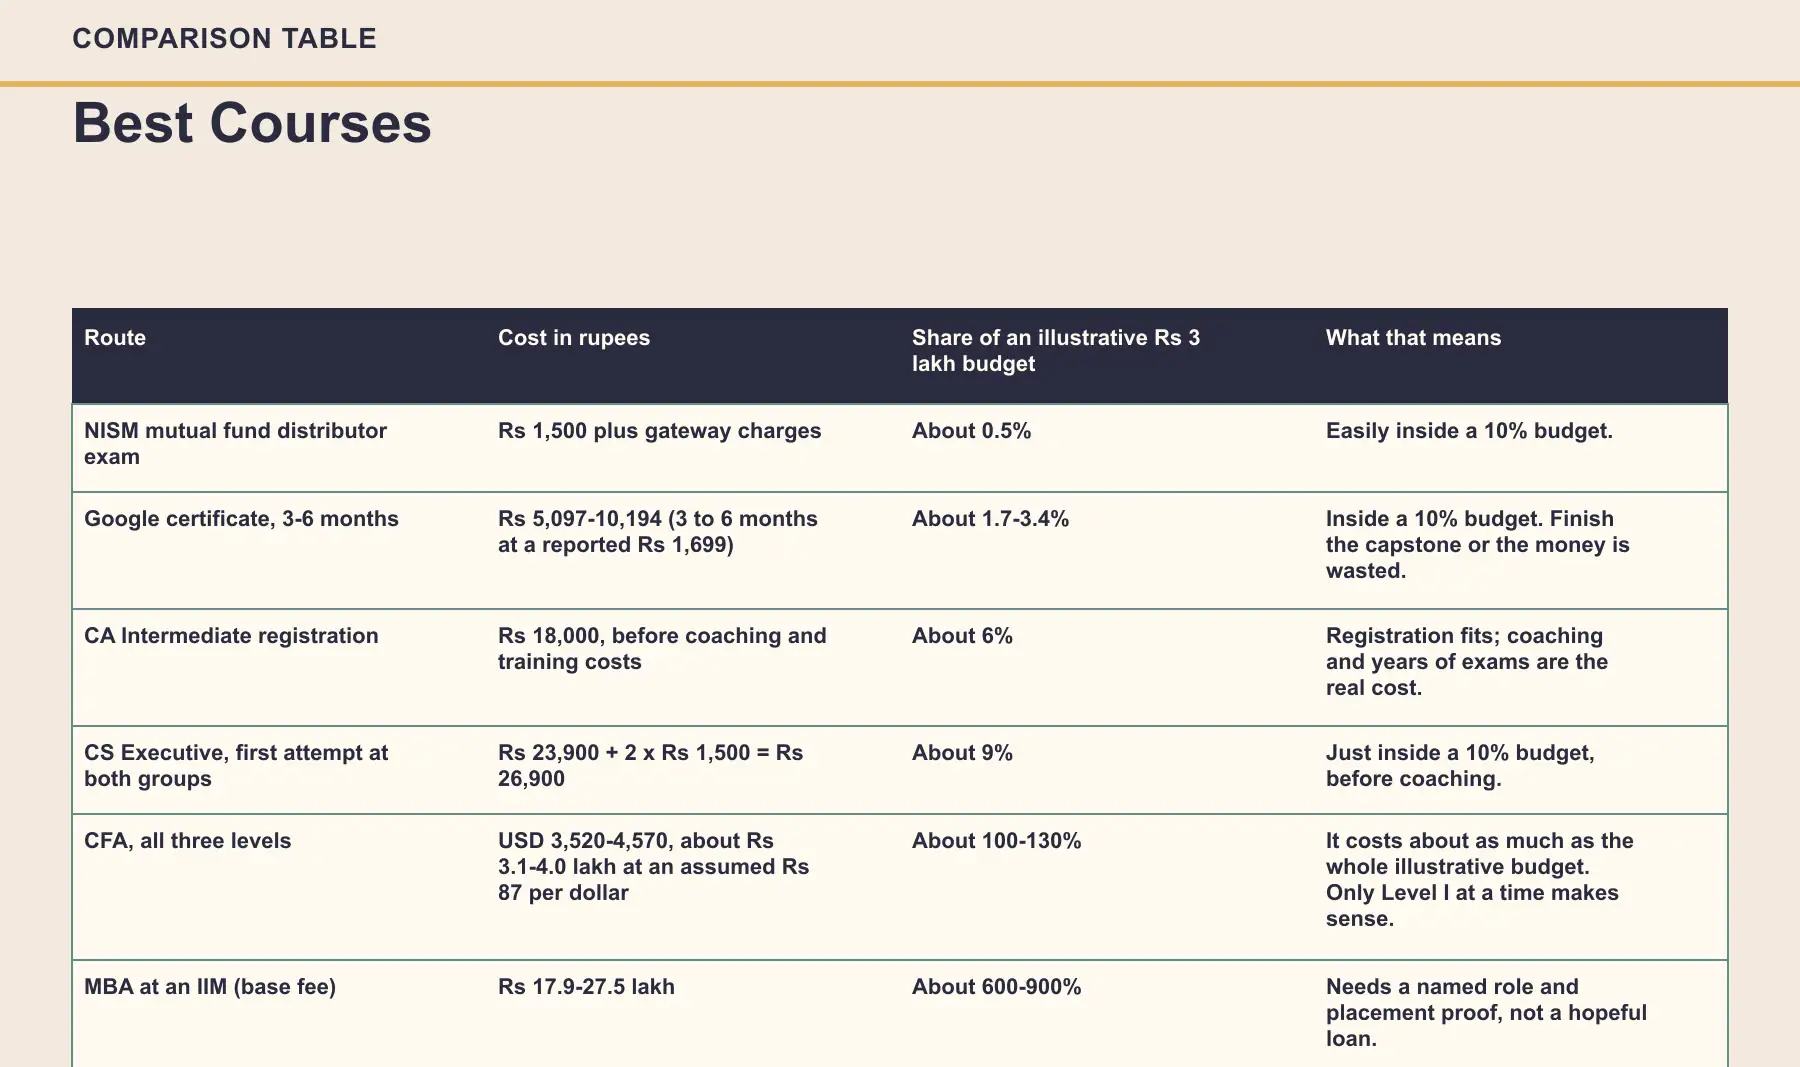 COMPARISON TABLE
Best Courses
Route
Cost in rupees
Share of an illustrative Rs 3
lakh budget
What that means
NISM mutual fund distributor
exam
Rs 1,500 plus gateway charges
About 0.5%
Easily inside a 10% budget.
Google certificate, 3-6 months
Rs 5,097-10,194 (3 to 6 months
at a reported Rs 1,699)
About 1.7-3.4%
Inside a 10% budget. Finish
the capstone or the money is
wasted.
CA Intermediate registration
Rs 18,000, before coaching and
training costs
About 6%
Registration fits; coaching
and years of exams are the
real cost.
CS Executive, first attempt at
both groups
Rs 23,900 + 2 x Rs 1,500 = Rs
26,900
About 9%
Just inside a 10% budget,
before coaching.
CFA, all three levels
USD 3,520-4,570, about Rs
3.1-4.0 lakh at an assumed Rs
87 per dollar
About 100-130%
It costs about as much as the
whole illustrative budget.
Only Level I at a time makes
sense.
MBA at an IIM (base fee)
Rs 17.9-27.5 lakh
About 600-900%
Needs a named role and
placement proof, not a hopeful
loan.